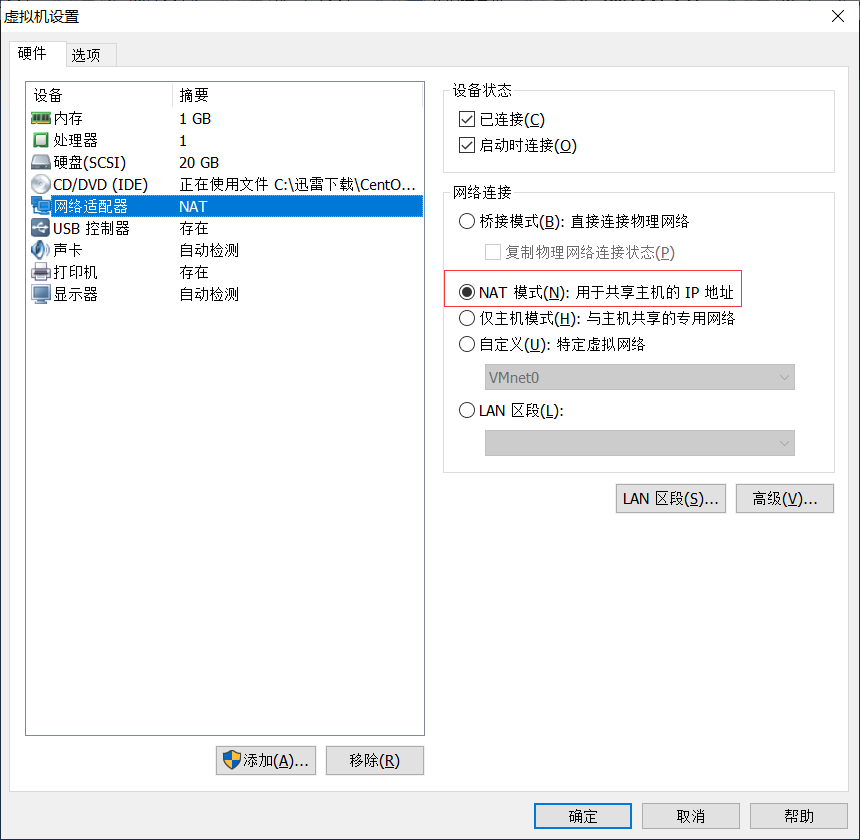 虚拟机设置
硬件 选项
设备 摘要
内存 1 GB
处理器 1
硬盘(SCSI) 20 GB
CD/DVD (IDE) 正在使用文件 C:\迅雷下载\CentO...
网络适配器 NAT
USB 控制器 存在
声卡 自动检测
打印机 存在
显示器 自动检测
添加(A)... 移除(R)
设备状态
已连接(C)
启动时连接(O)
网络连接
桥接模式(B): 直接连接物理网络
复制物理网络连接状态(P)
NAT 模式(N): 用于共享主机的 IP 地址
仅主机模式(H): 与主机共享的专用网络
自定义(U): 特定虚拟网络
VMnet0
LAN 区段(L):
LAN 区段(S)... 高级(V)...
确定 取消 帮助